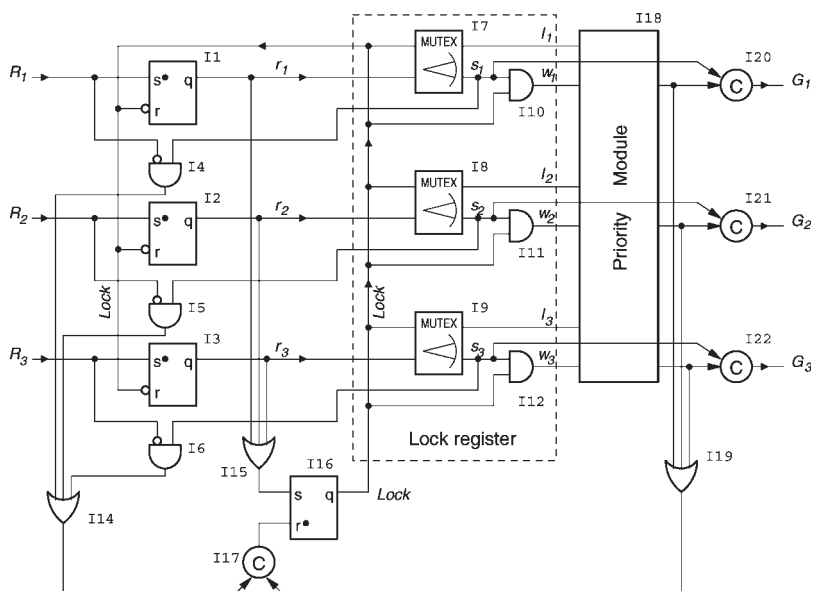 I18
I7
MUTEX
l1
I20
I1
R1
s
q
r1
s1
w1
C
G1
r
I10
I4
I8
MUTEX
l2
I21
I2
R2
s
q
r2
s2
w2
C
G2
r
I11
Priority Module
Lock
Lock
I5
I9
MUTEX
l3
I22
I3
R3
s
q
r3
s3
w3
C
G3
r
I12
I6
Lock register
I15
I16
I19
s
q
Lock
I14
r
I17
C